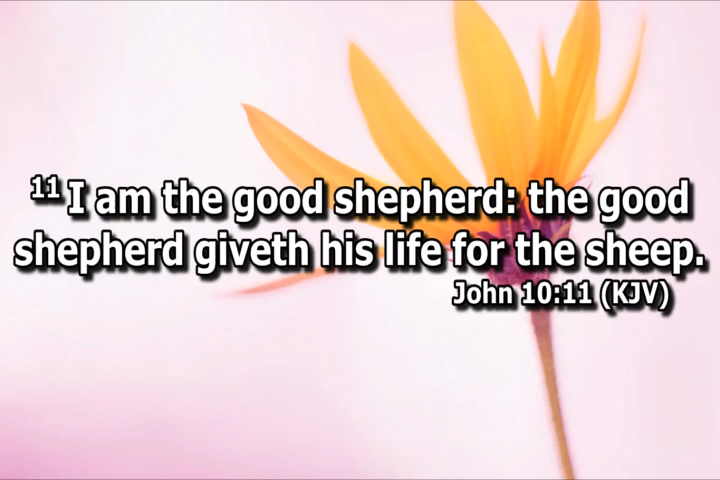 11 I am the good shepherd: the good
shepherd giveth his life for the sheep.
John 10:11 (KJV)